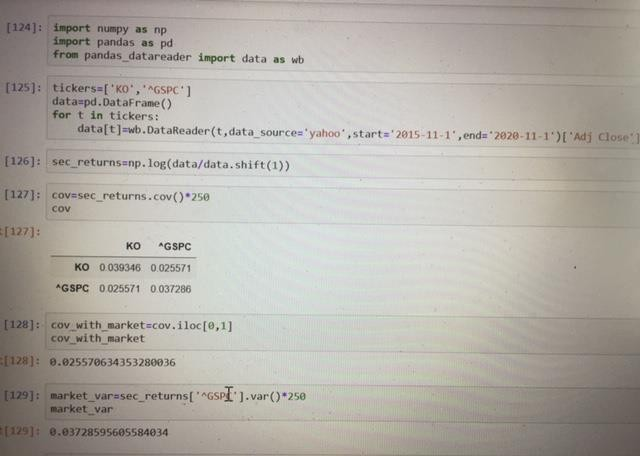 [124]: import numpy as np
import pandas as pd
from pandas_datareader import data as wb
[125]: tickers=['KO','^GSPC']
data=pd.DataFrame()
for t in tickers:
data[t]=wb.DataReader(t,data_source='yahoo',start='2015-11-1',end='2020-11-1')['Adj Close']
[126]: sec_returns=np.log(data/data.shift(1))
[127]: cov=sec_returns.cov()*250
cov
t[127]:
KO ^GSPC
KO 0.039346 0.025571
^GSPC 0.025571 0.037286
[128]: cov_with_market=cov.iloc[0,1]
cov_with_market
t[128]: 0.025570634353280036
[129]: market_var=sec_returns['^GSPC'].var()*250
market_var
t[129]: 0.03728595605584034